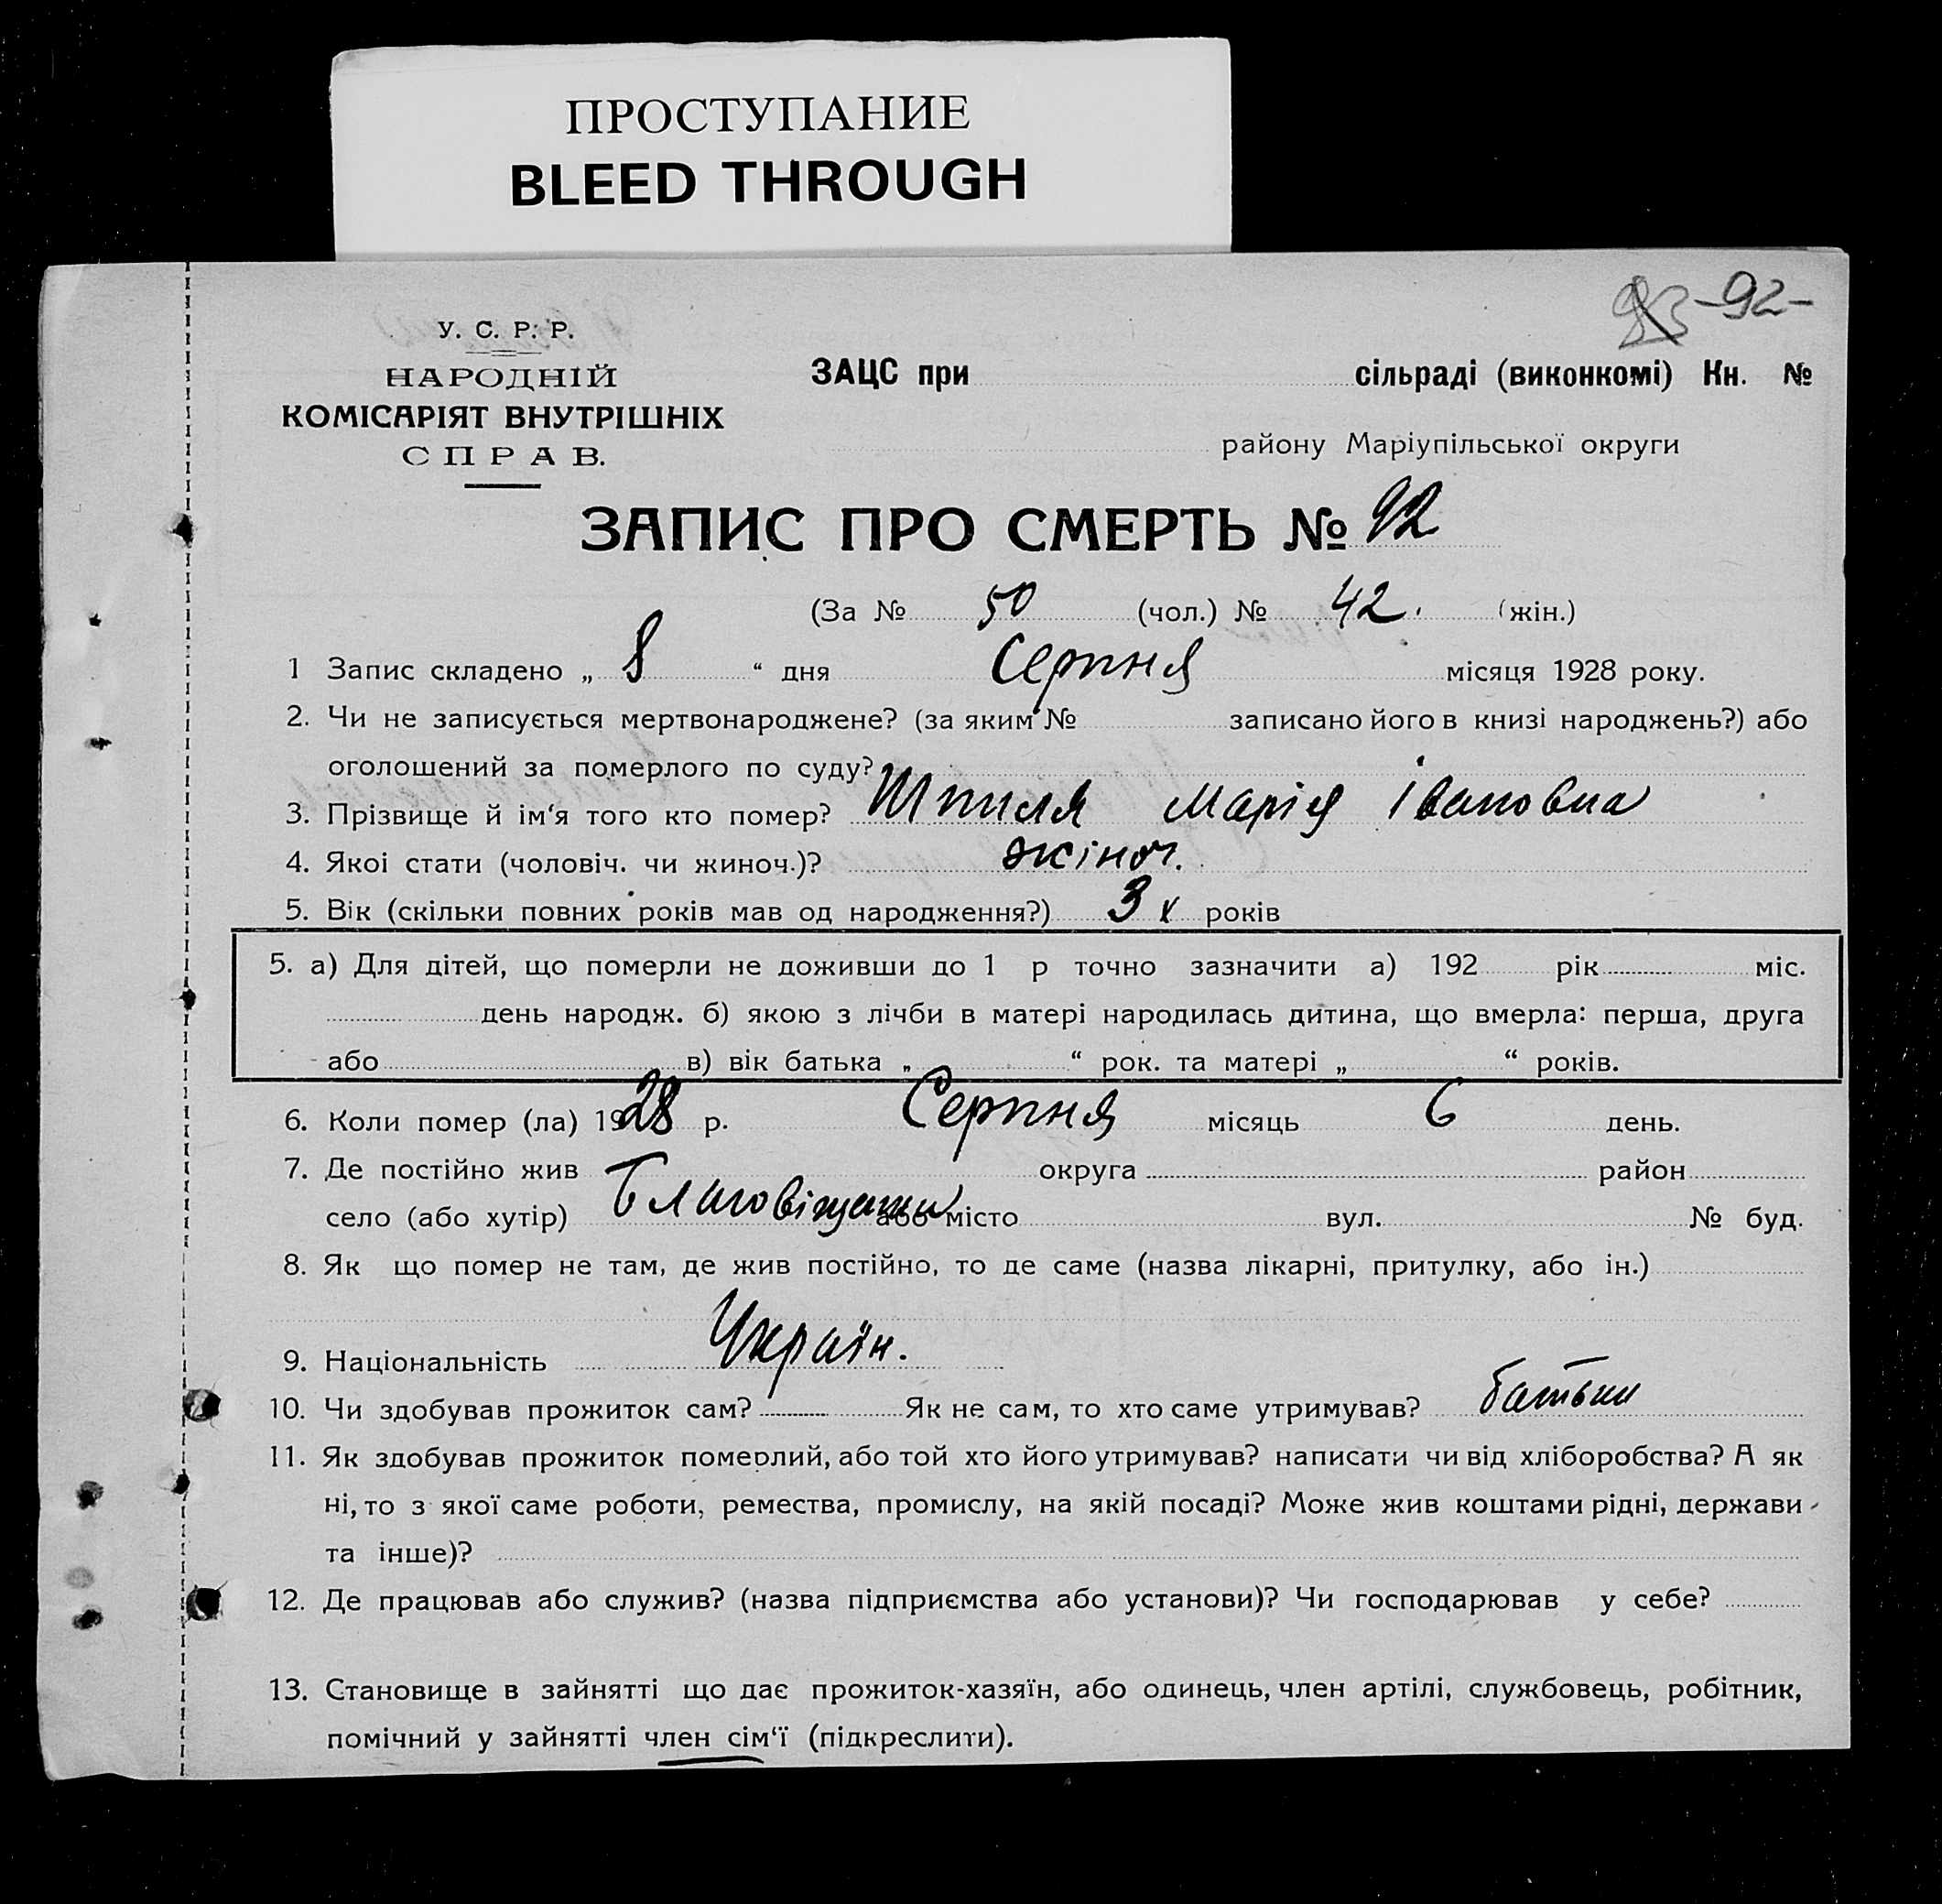 ПРОСТУПАНИЕ
BLEED THROUGH
93 -92-
У. С. Р. Р.
НАРОДНІЙ
КОМІСАРІЯТ ВНУТРІШНІХ
СПРАВ.
ЗАЦС при сільраді (виконкомі) Кн. №
району Маріупільської округи
ЗАПИС ПРО СМЕРТЬ № 92
(За № 50 (чол.) № 42. (жін.)
1 Запис складено „ 8 “ дня Серпня місяця 1928 року.
2. Чи не записується мертвонароджене? (за яким № записано його в книзі народжень?) або
оголошений за померлого по суду?
3. Прізвище й ім‘я того кто помер? Шпиля Марія Івановна
4. Якоі стати (чоловіч. чи жиноч.)? жіноч.
5. Вік (скільки повних років мав од народження?) 3х років
5. а) Для дітей, що померли не доживши до 1 р точно зазначити а) 192 рік міс.
день народж. б) якою з лічби в матері народилась дитина, що вмерла: перша, друга
або в) вік батька „ “ рок. та матері „ “ років.
6. Коли помер (ла) 1928 р. Серпня місяць 6 день.
7. Де постійно жив округа район
село (або хутір) або місто вул. № буд.
8. Як що помер не там, де жив постійно, то де саме (назва лікарні, притулку, або ін.)
9. Національність Україн.
10. Чи здобував прожиток сам? Як не сам, то хто саме утримував? батьки
11. Як здобував прожиток померлий, або той хто його утримував? написати чи від хліборобства? А як
ні, то з якої саме роботи, ремества, промислу, на якій посаді? Може жив коштами рідні, держави
та інше)?
12. Де працював або служив? (назва підприємства або установи)? Чи господарював у себе?
13. Становище в зайнятті що дає прожиток-хазяїн, або одинець, член артілі, службовець, робітник,
помічний у зайнятті член сім‘ї (підкреслити).